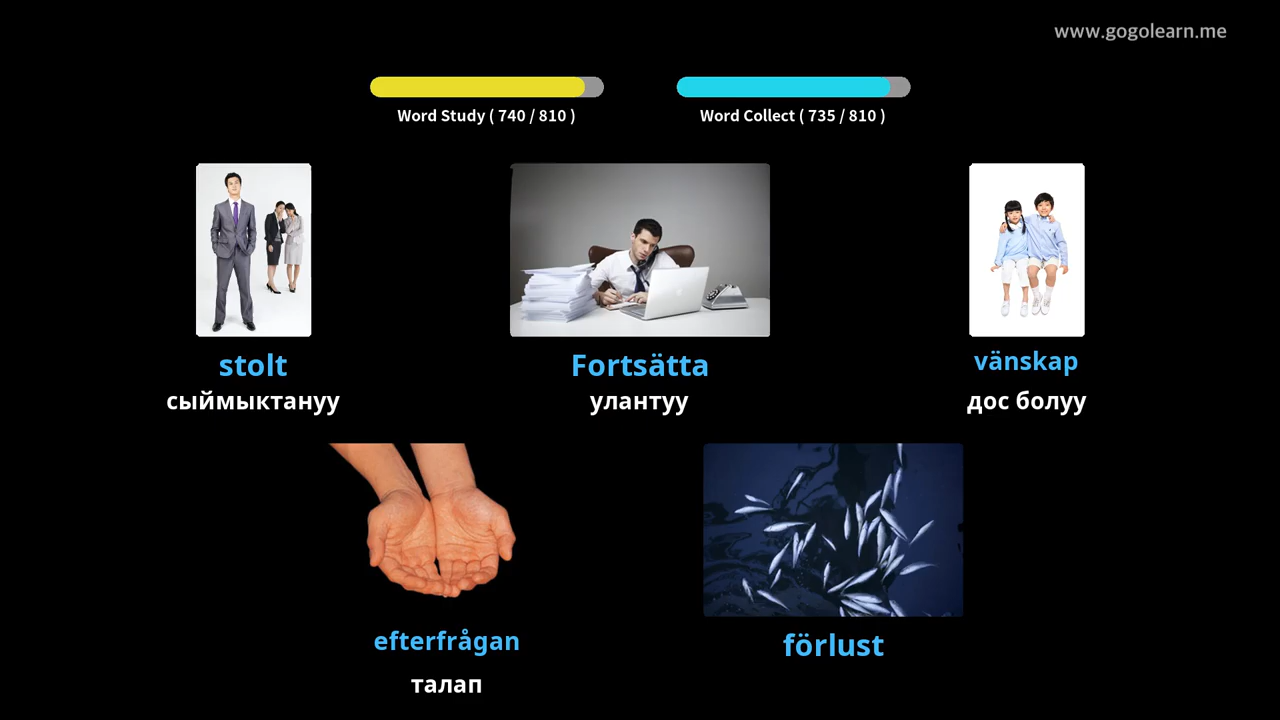 www.gogolearn.me
Word Study ( 740 / 810 )
Word Collect ( 735 / 810 )
stolt
сыймыктануу
Fortsätta
улантуу
vänskap
дос болуу
efterfrågan
талап
förlust